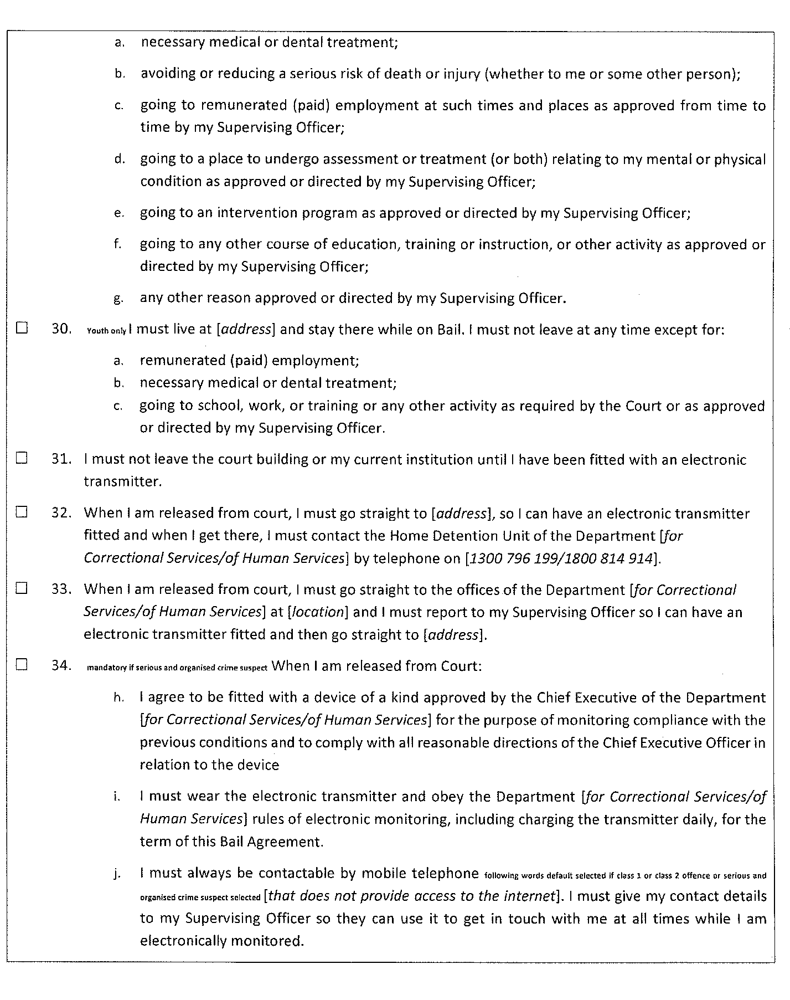 a. necessary medical or dental treatment;
b. avoiding or reducing a serious risk of death or injury (whether to me or some other person);
c. going to remunerated (paid) employment at such times and places as approved from time to
time by my Supervising Officer;
d. going to a place to undergo assessment or treatment (or both) relating to my mental or physical
condition as approved or directed by my Supervising Officer;
e. going to an intervention program as approved or directed by my Supervising Officer;
f. going to any other course of education, training or instruction, or other activity as approved or
directed by my Supervising Officer;
g. any other reason approved or directed by my Supervising Officer.
☐ 30. Youth only I must live at [address] and stay there while on Bail. I must not leave at any time except for:
a. remunerated (paid) employment;
b. necessary medical or dental treatment;
c. going to school, work, or training or any other activity as required by the Court or as approved
or directed by my Supervising Officer.
☐ 31. I must not leave the court building or my current institution until I have been fitted with an electronic
transmitter.
☐ 32. When I am released from court, I must go straight to [address], so I can have an electronic transmitter
fitted and when I get there, I must contact the Home Detention Unit of the Department [for
Correctional Services/of Human Services] by telephone on [1300 796 199/1800 814 914].
☐ 33. When I am released from court, I must go straight to the offices of the Department [for Correctional
Services/of Human Services] at [location] and I must report to my Supervising Officer so I can have an
electronic transmitter fitted and then go straight to [address].
☐ 34. mandatory if serious and organised crime suspect When I am released from Court:
h. I agree to be fitted with a device of a kind approved by the Chief Executive of the Department
[for Correctional Services/of Human Services] for the purpose of monitoring compliance with the
previous conditions and to comply with all reasonable directions of the Chief Executive Officer in
relation to the device
i. I must wear the electronic transmitter and obey the Department [for Correctional Services/of
Human Services] rules of electronic monitoring, including charging the transmitter daily, for the
term of this Bail Agreement.
j. I must always be contactable by mobile telephone following words default selected if class 1 or class 2 offence or serious and
organised crime suspect selected [that does not provide access to the internet]. I must give my contact details
to my Supervising Officer so they can use it to get in touch with me at all times while I am
electronically monitored.